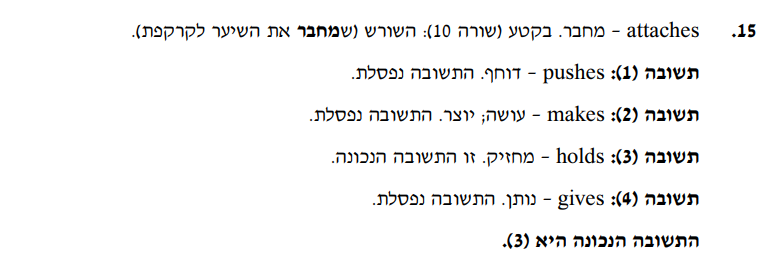 15. attaches – מחבר. בקטע (שורה 10): השורש (שמחבר את השיער לקרקפת).
תשובה (1): pushes – דוחף. התשובה נפסלת.
תשובה (2): makes – עושה; יוצר. התשובה נפסלת.
תשובה (3): holds – מחזיק. זו התשובה הנכונה.
תשובה (4): gives – נותן. התשובה נפסלת.
התשובה הנכונה היא (3).